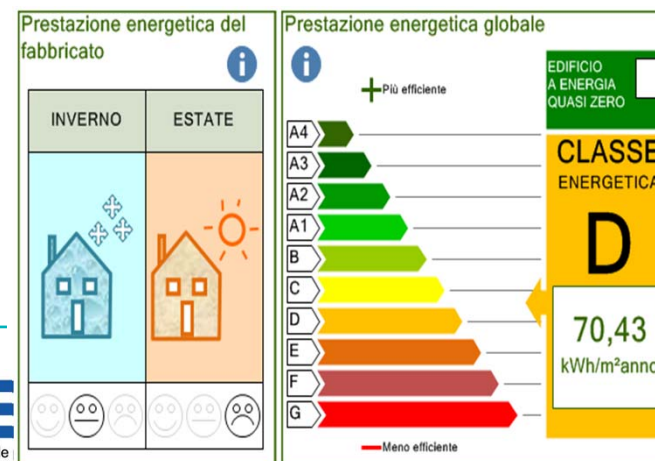 Prestazione energetica del
fabbricato
INVERNO
ESTATE
Prestazione energetica globale
Più efficiente
A4
A3
A2
A1
B
C
D
E
F
G
Meno efficiente
EDIFICIO
A ENERGIA
QUASI ZERO
CLASSE
ENERGETICA
D
70,43
kWh/m²anno